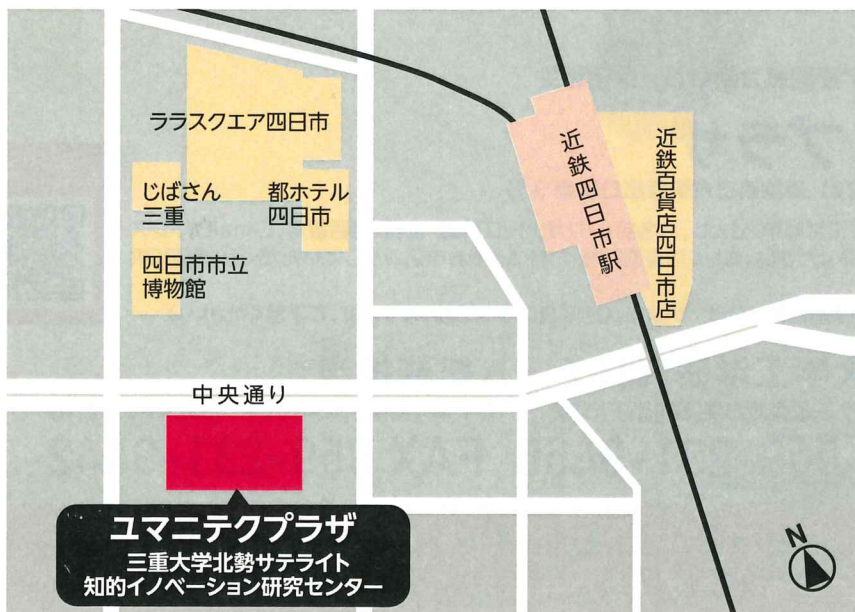 ララスクエア四日市
じばさん
三重
都ホテル
四日市
四日市市立
博物館
近鉄四日市駅
近鉄百貨店四日市店
中央通り
ユマニテクプラザ
三重大学北勢サテライト
知的イノベーション研究センター
N